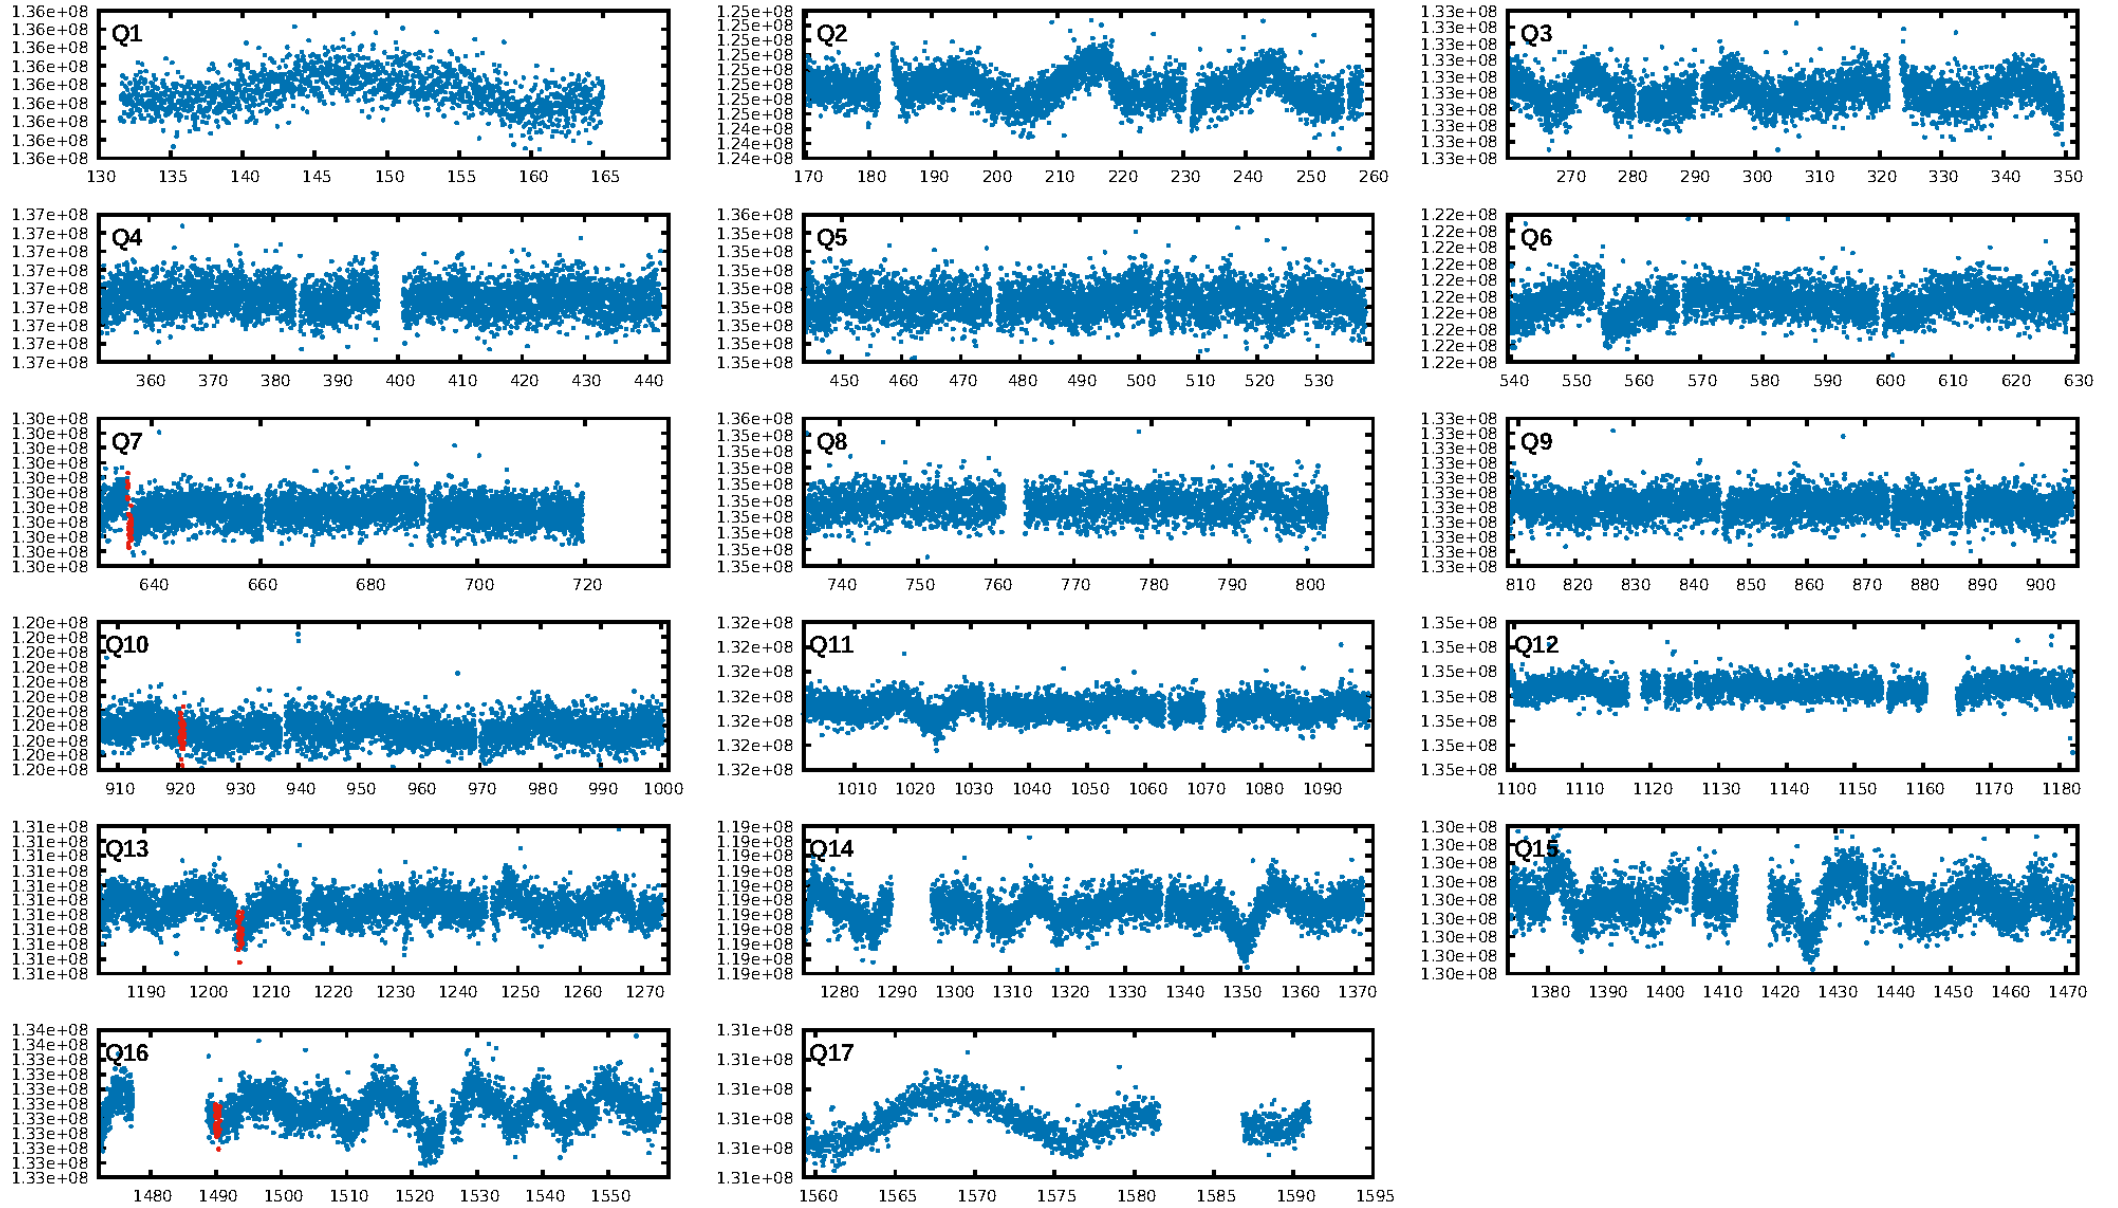 1.36e+08 1.36e+08 1.36e+08 1.36e+08 1.36e+08 1.36e+08 1.36e+08 1.36e+08 1.36e+08
Q1
130 135 140 145 150 155 160 165
1.25e+08 1.25e+08 1.25e+08 1.25e+08 1.25e+08 1.25e+08 1.25e+08 1.25e+08 1.24e+08 1.24e+08 1.24e+08
Q2
170 180 190 200 210 220 230 240 250 260
1.33e+08 1.33e+08 1.33e+08 1.33e+08 1.33e+08 1.33e+08 1.33e+08 1.33e+08 1.33e+08 1.33e+08
Q3
270 280 290 300 310 320 330 340 350
1.37e+08 1.37e+08 1.37e+08 1.37e+08 1.37e+08 1.37e+08 1.37e+08 1.37e+08 1.37e+08
Q4
360 370 380 390 400 410 420 430 440
1.36e+08 1.35e+08 1.35e+08 1.35e+08 1.35e+08 1.35e+08 1.35e+08 1.35e+08 1.35e+08
Q5
450 460 470 480 490 500 510 520 530
1.22e+08 1.22e+08 1.22e+08 1.22e+08 1.22e+08 1.22e+08 1.22e+08 1.22e+08 1.22e+08 1.22e+08
Q6
540 550 560 570 580 590 600 610 620 630
1.30e+08 1.30e+08 1.30e+08 1.30e+08 1.30e+08 1.30e+08 1.30e+08 1.30e+08 1.30e+08 1.30e+08 1.30e+08
Q7
640 660 680 700 720
1.36e+08 1.35e+08 1.35e+08 1.35e+08 1.35e+08 1.35e+08 1.35e+08 1.35e+08 1.35e+08 1.35e+08
Q8
740 750 760 770 780 790 800
1.33e+08 1.33e+08 1.33e+08 1.33e+08 1.33e+08 1.33e+08 1.33e+08 1.33e+08 1.33e+08 1.33e+08 1.33e+08
Q9
810 820 830 840 850 860 870 880 890 900
1.20e+08 1.20e+08 1.20e+08 1.20e+08 1.20e+08 1.20e+08 1.20e+08 1.20e+08 1.20e+08 1.20e+08 1.20e+08
Q10
910 920 930 940 950 960 970 980 990 1000
1.32e+08 1.32e+08 1.32e+08 1.32e+08 1.32e+08 1.32e+08 1.32e+08
Q11
1010 1020 1030 1040 1050 1060 1070 1080 1090
1.35e+08 1.35e+08 1.35e+08 1.35e+08 1.35e+08 1.35e+08 1.35e+08
Q12
1100 1110 1120 1130 1140 1150 1160 1170 1180
1.31e+08 1.31e+08 1.31e+08 1.31e+08 1.31e+08 1.31e+08 1.31e+08 1.31e+08 1.31e+08 1.31e+08 1.31e+08
Q13
1190 1200 1210 1220 1230 1240 1250 1260 1270
1.19e+08 1.19e+08 1.19e+08 1.19e+08 1.19e+08 1.19e+08 1.19e+08 1.19e+08 1.19e+08 1.19e+08 1.19e+08
Q14
1280 1290 1300 1310 1320 1330 1340 1350 1360 1370
1.30e+08 1.30e+08 1.30e+08 1.30e+08 1.30e+08 1.30e+08 1.30e+08 1.30e+08 1.30e+08
Q15
1380 1390 1400 1410 1420 1430 1440 1450 1460 1470
1.34e+08 1.34e+08 1.33e+08 1.33e+08 1.33e+08 1.33e+08 1.33e+08 1.33e+08 1.33e+08 1.33e+08 1.33e+08
Q16
1480 1490 1500 1510 1520 1530 1540 1550
1.31e+08 1.31e+08 1.31e+08 1.31e+08 1.31e+08 1.31e+08
Q17
1560 1565 1570 1575 1580 1585 1590 1595